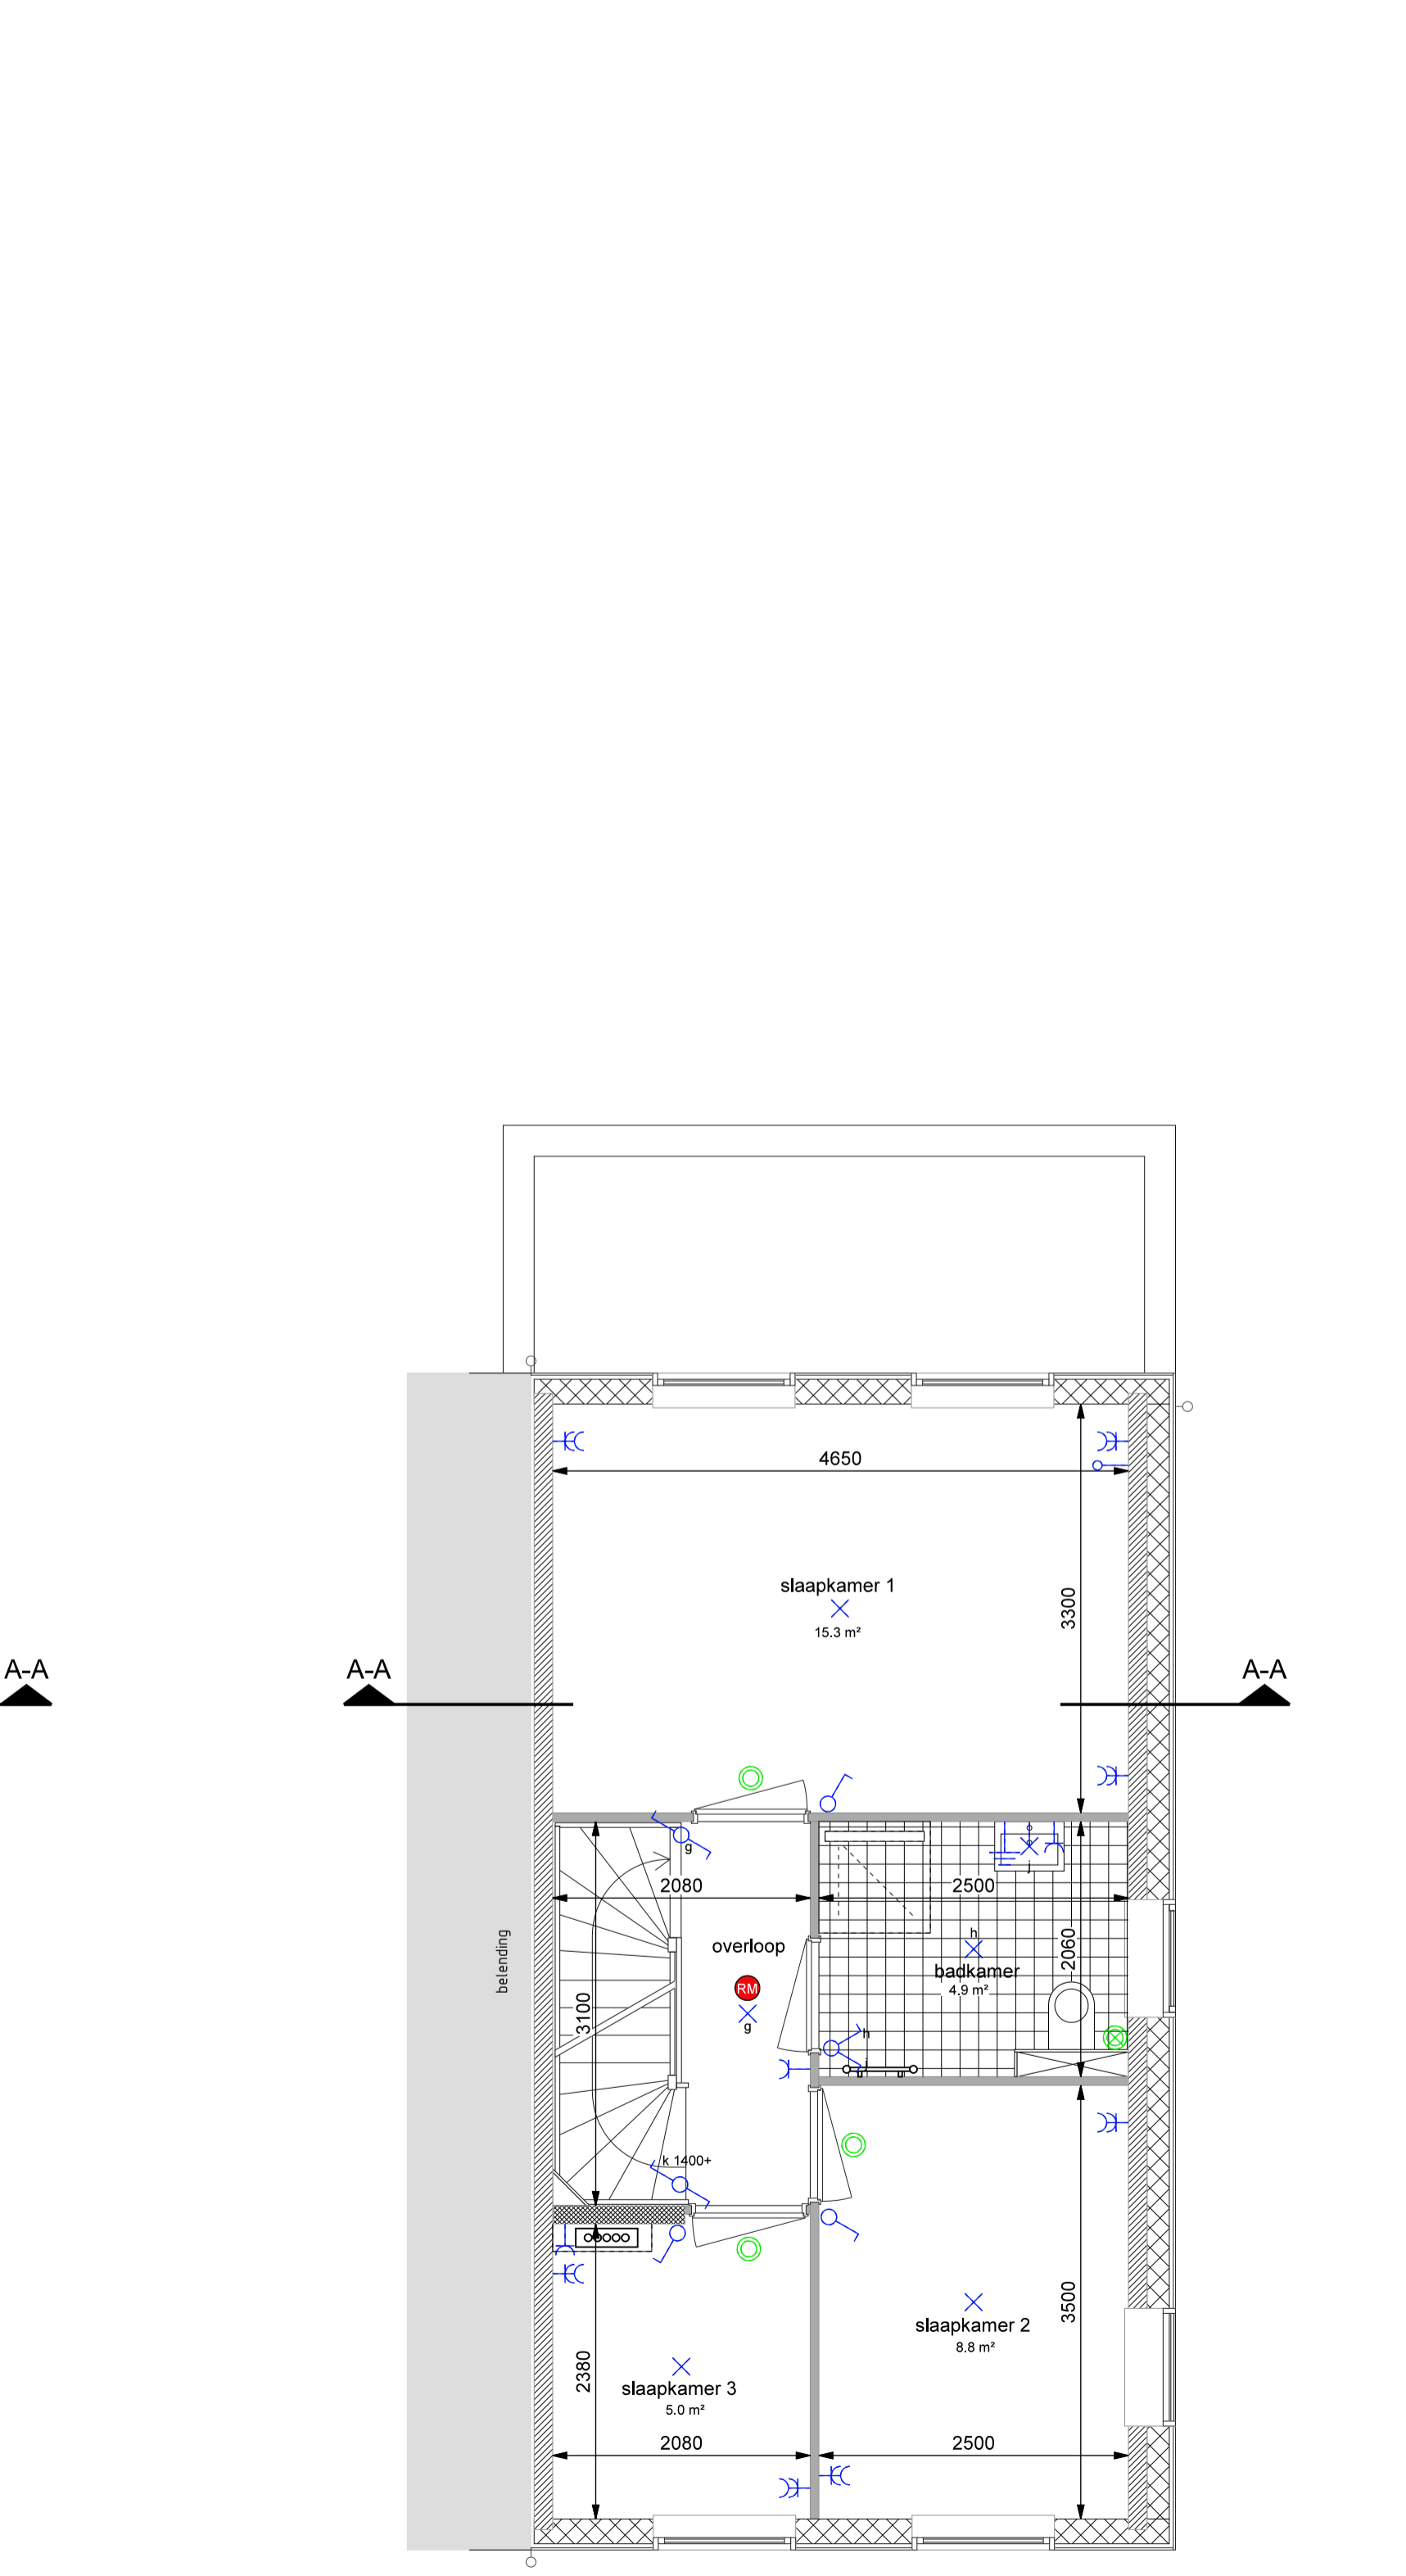 4650
slaapkamer 1
3300
15.3 m²
A-A
A-A
A-A
g
j
2080
2500
h
overloop
badkamer
2060
4.9 m²
belending
RM
3100
g
h
j
k 1400+
3500
slaapkamer 2
8.8 m²
2380
slaapkamer 3
5.0 m²
2080
2500